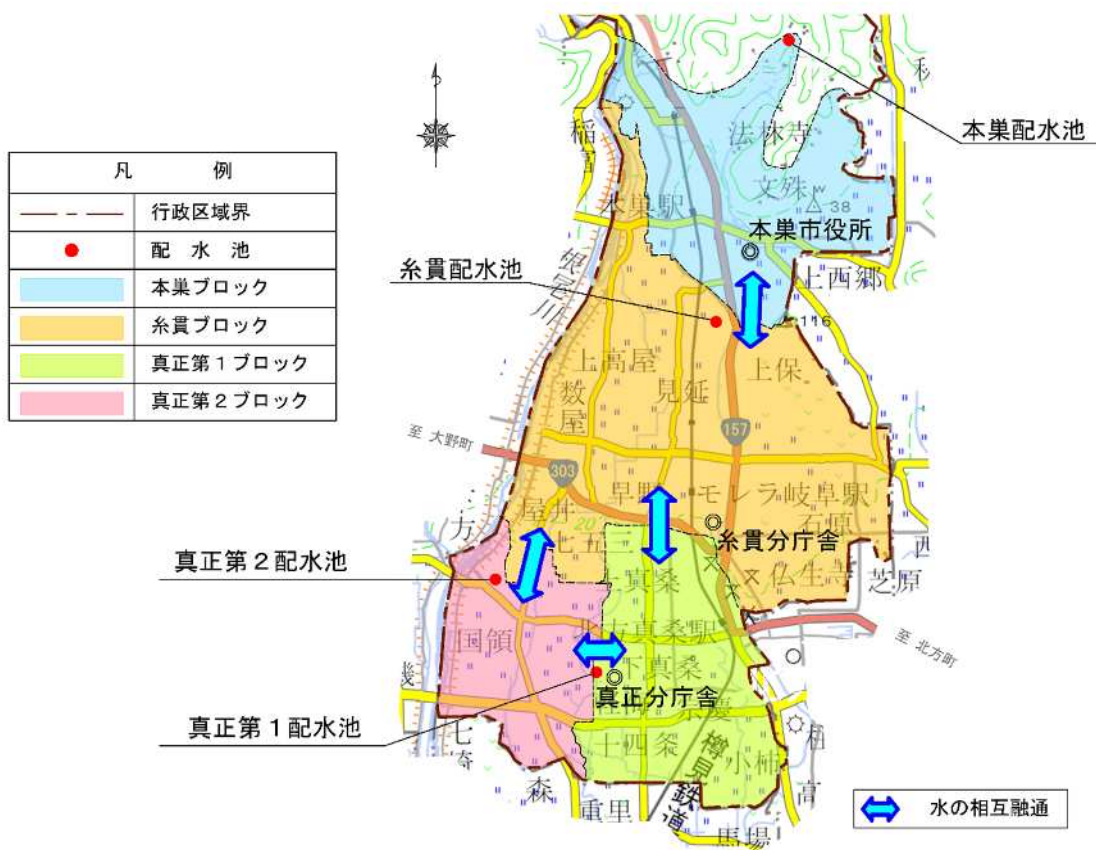 本巣配水池
法林寺
稲
文殊
38
凡 例
行政区域界
配 水 池
本巣ブロック
糸貫ブロック
真正第1ブロック
真正第2ブロック
本巣駅
本巣市役所
糸貫配水池
根尾川
上西郷
116
上高屋
数屋
見延
上保
至 大野町
157
303
早野
モレラ岐阜駅
屋井
20
石原
方
七五三
糸貫分庁舎
西
真正第2配水池
真桑
仏生寺
芝原
国領
北方真桑駅
至 北方町
下真桑
真正分庁舎
真正第1配水池
十四条
樽見鉄道
小柿
七崎
森
重里
高
馬場
水の相互融通